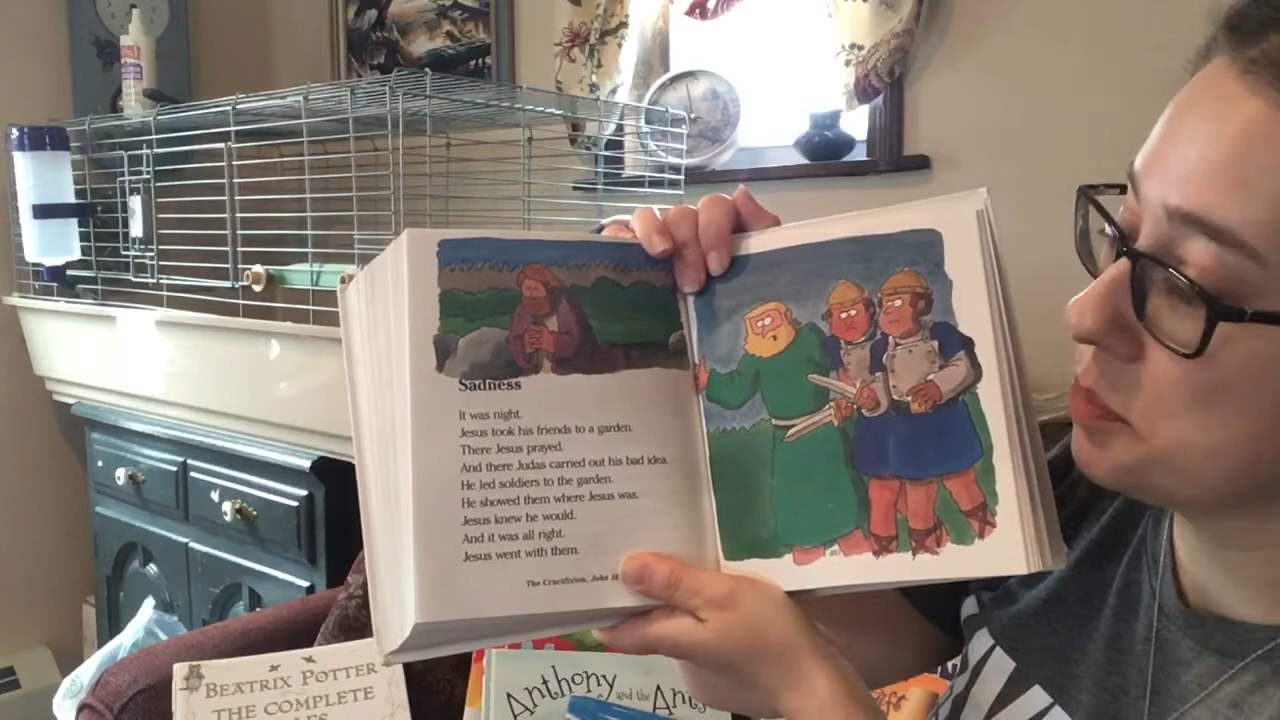 Sadness
It was night.
Jesus took his friends to a garden.
There Jesus prayed.
And there Judas carried out his bad idea.
He led soldiers to the garden.
He showed them where Jesus was.
Jesus knew he would.
And it was all right.
Jesus went with them.
The Crucifixion, John
BEATRIX POTTER
THE COMPLETE
Anthony
and the